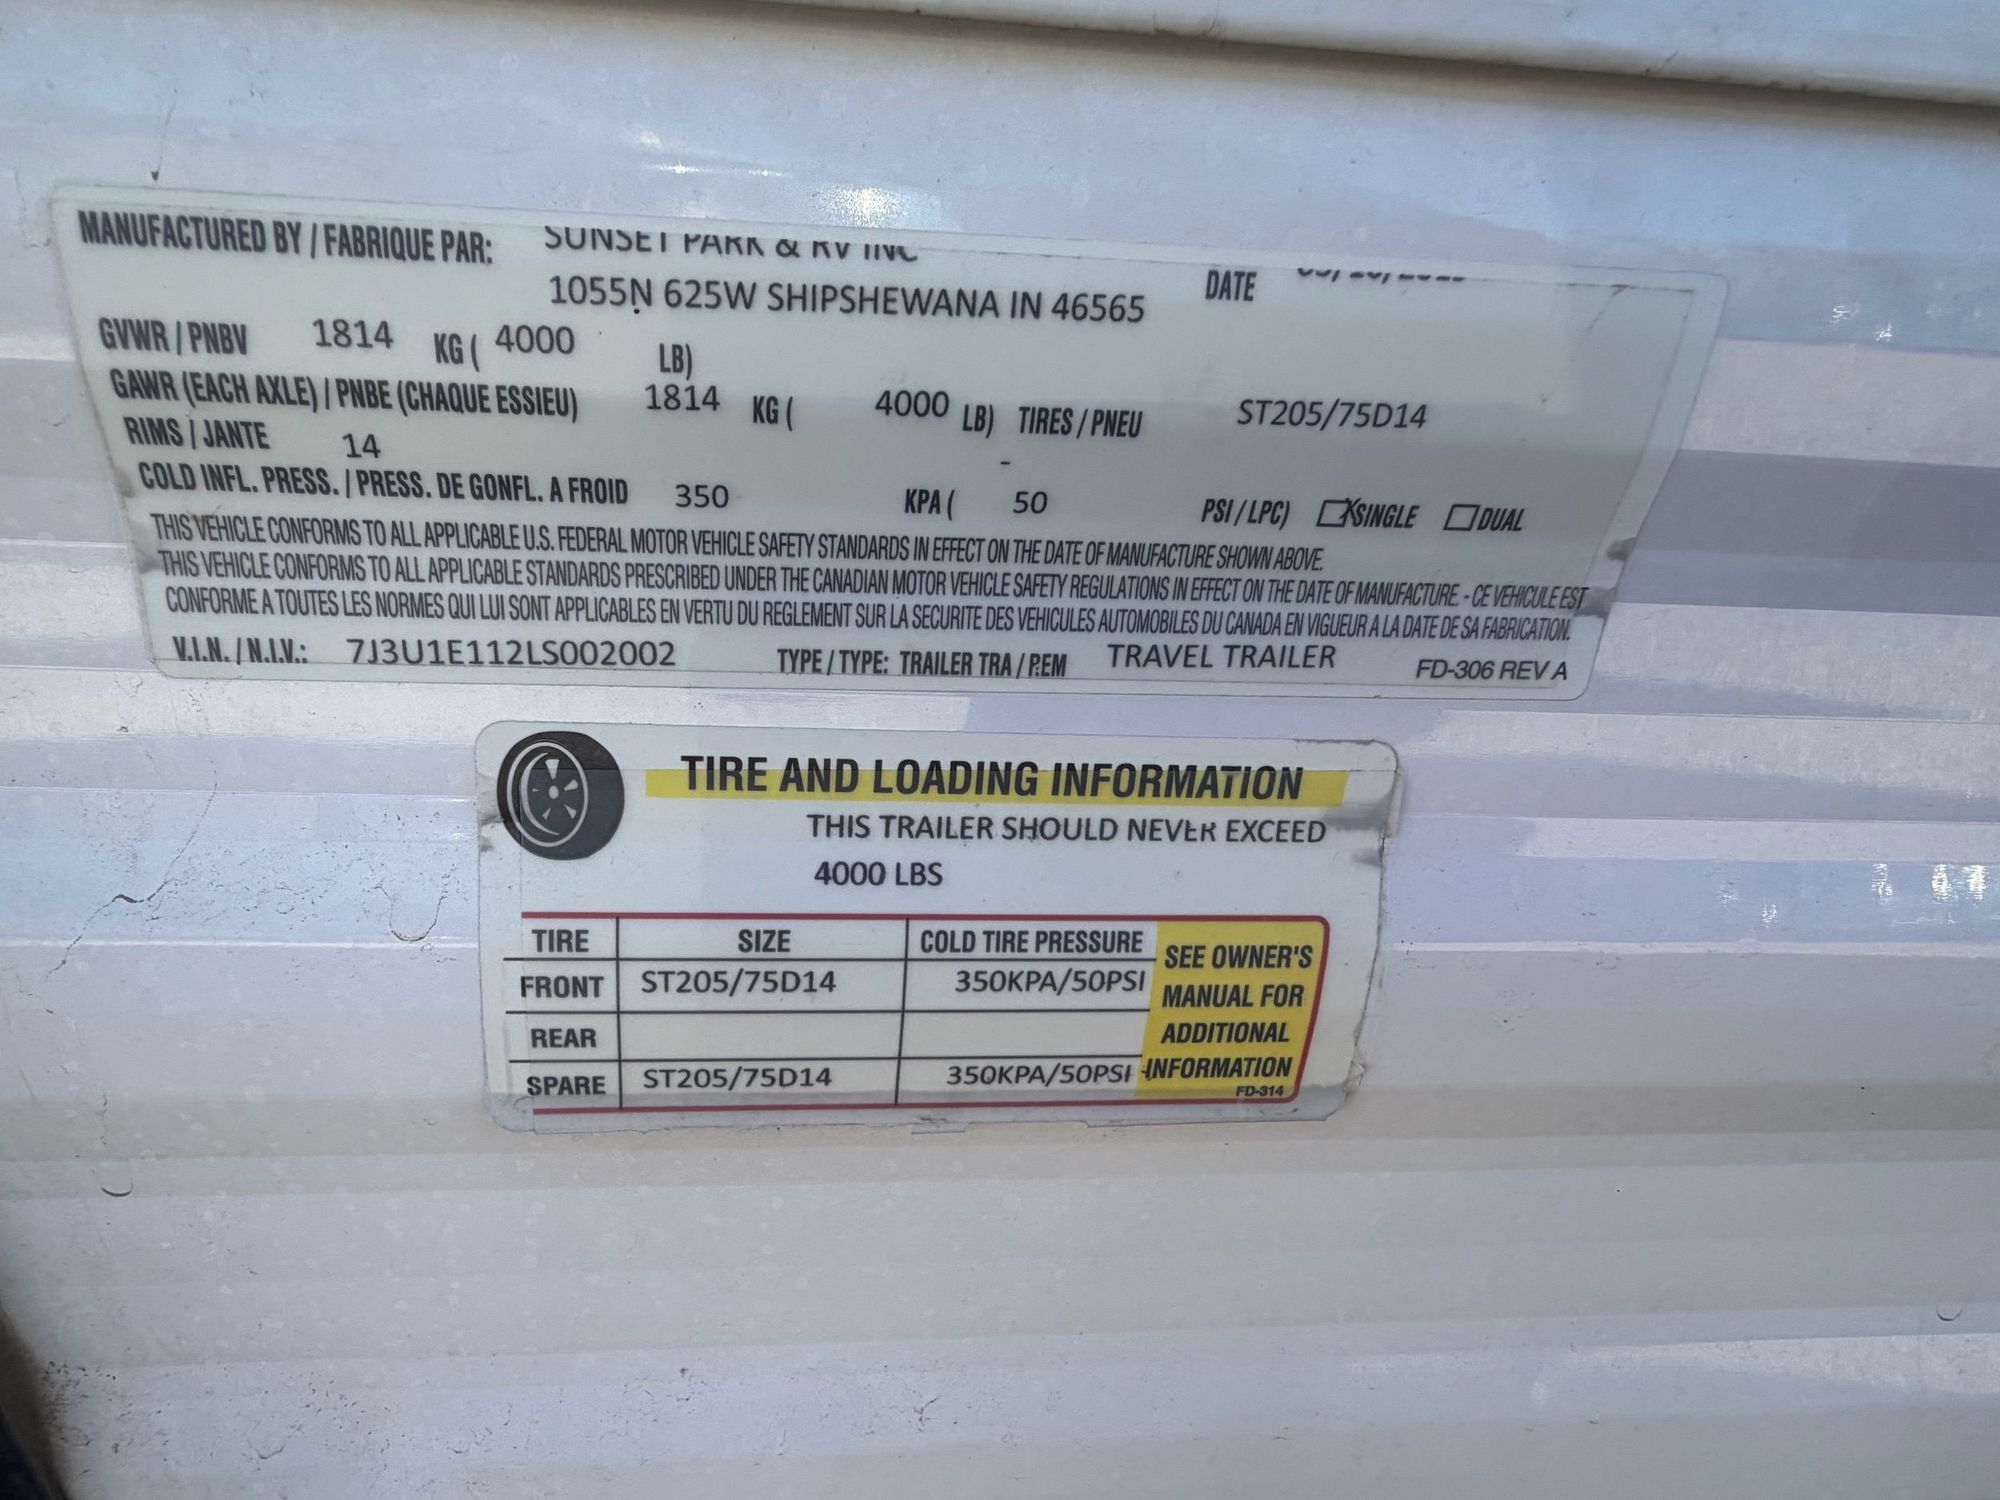 MANUFACTURED BY / FABRIQUE PAR: SUNSET PARK & RV INC
1055N 625W SHIPSHEWANA IN 46565 DATE
GVWR / PNBV 1814 KG ( 4000 LB)
GAWR (EACH AXLE) / PNBE (CHAQUE ESSIEU) 1814 KG ( 4000 LB) TIRES / PNEU ST205/75D14
RIMS / JANTE 14 -
COLD INFL. PRESS. / PRESS. DE GONFL. A FROID 350 KPA ( 50 PSI / LPC) X SINGLE DUAL
THIS VEHICLE CONFORMS TO ALL APPLICABLE U.S. FEDERAL MOTOR VEHICLE SAFETY STANDARDS IN EFFECT ON THE DATE OF MANUFACTURE SHOWN ABOVE.
THIS VEHICLE CONFORMS TO ALL APPLICABLE STANDARDS PRESCRIBED UNDER THE CANADIAN MOTOR VEHICLE SAFETY REGULATIONS IN EFFECT ON THE DATE OF MANUFACTURE. - CE VEHICULE EST
CONFORME A TOUTES LES NORMES QUI LUI SONT APPLICABLES EN VERTU DU REGLEMENT SUR LA SECURITE DES VEHICULES AUTOMOBILES DU CANADA EN VIGUEUR A LA DATE DE SA FABRICATION.
V.I.N. / N.I.V.: 7J3U1E112LS002002 TYPE / TYPE: TRAILER TRA / P.EM TRAVEL TRAILER FD-306 REV A
TIRE AND LOADING INFORMATION
THIS TRAILER SHOULD NEVER EXCEED
4000 LBS
TIRE SIZE COLD TIRE PRESSURE
FRONT ST205/75D14 350KPA/50PSI
REAR
SPARE ST205/75D14 350KPA/50PSI
SEE OWNER'S
MANUAL FOR
ADDITIONAL
INFORMATION
FD-314